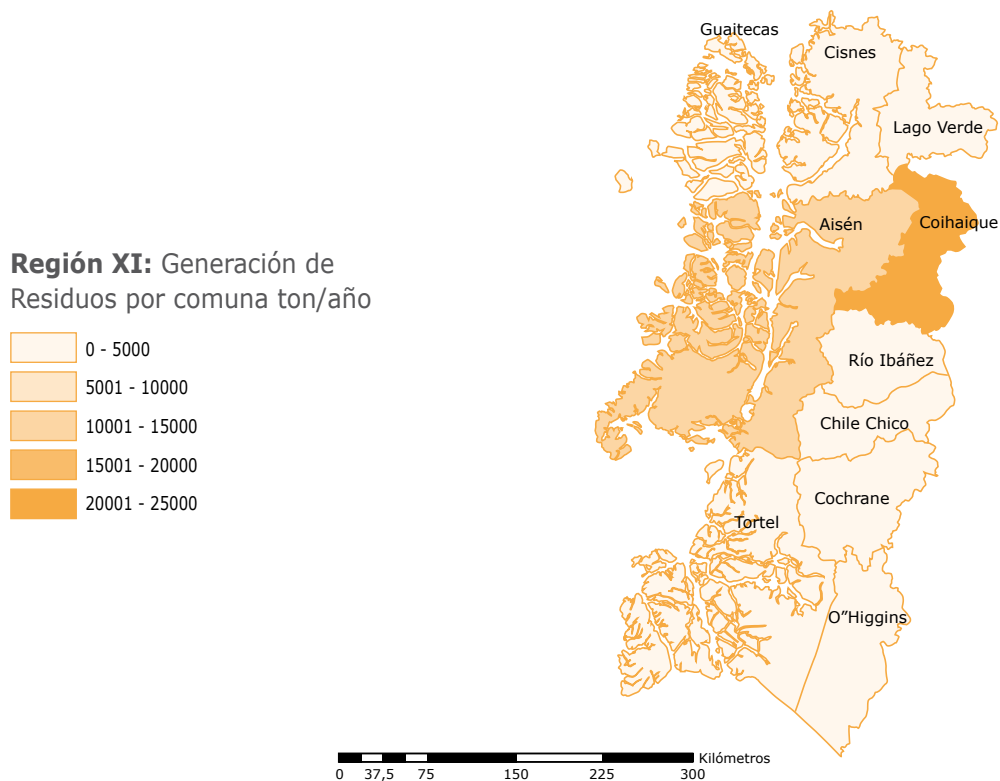 Guaitecas
Cisnes
Lago Verde
Aisén
Coihaique
Región XI: Generación de
Residuos por comuna ton/año
0 - 5000
5001 - 10000
10001 - 15000
15001 - 20000
20001 - 25000
Río Ibáñez
Chile Chico
Cochrane
Tortel
O"Higgins
Kilómetros
0 37,5 75 150 225 300